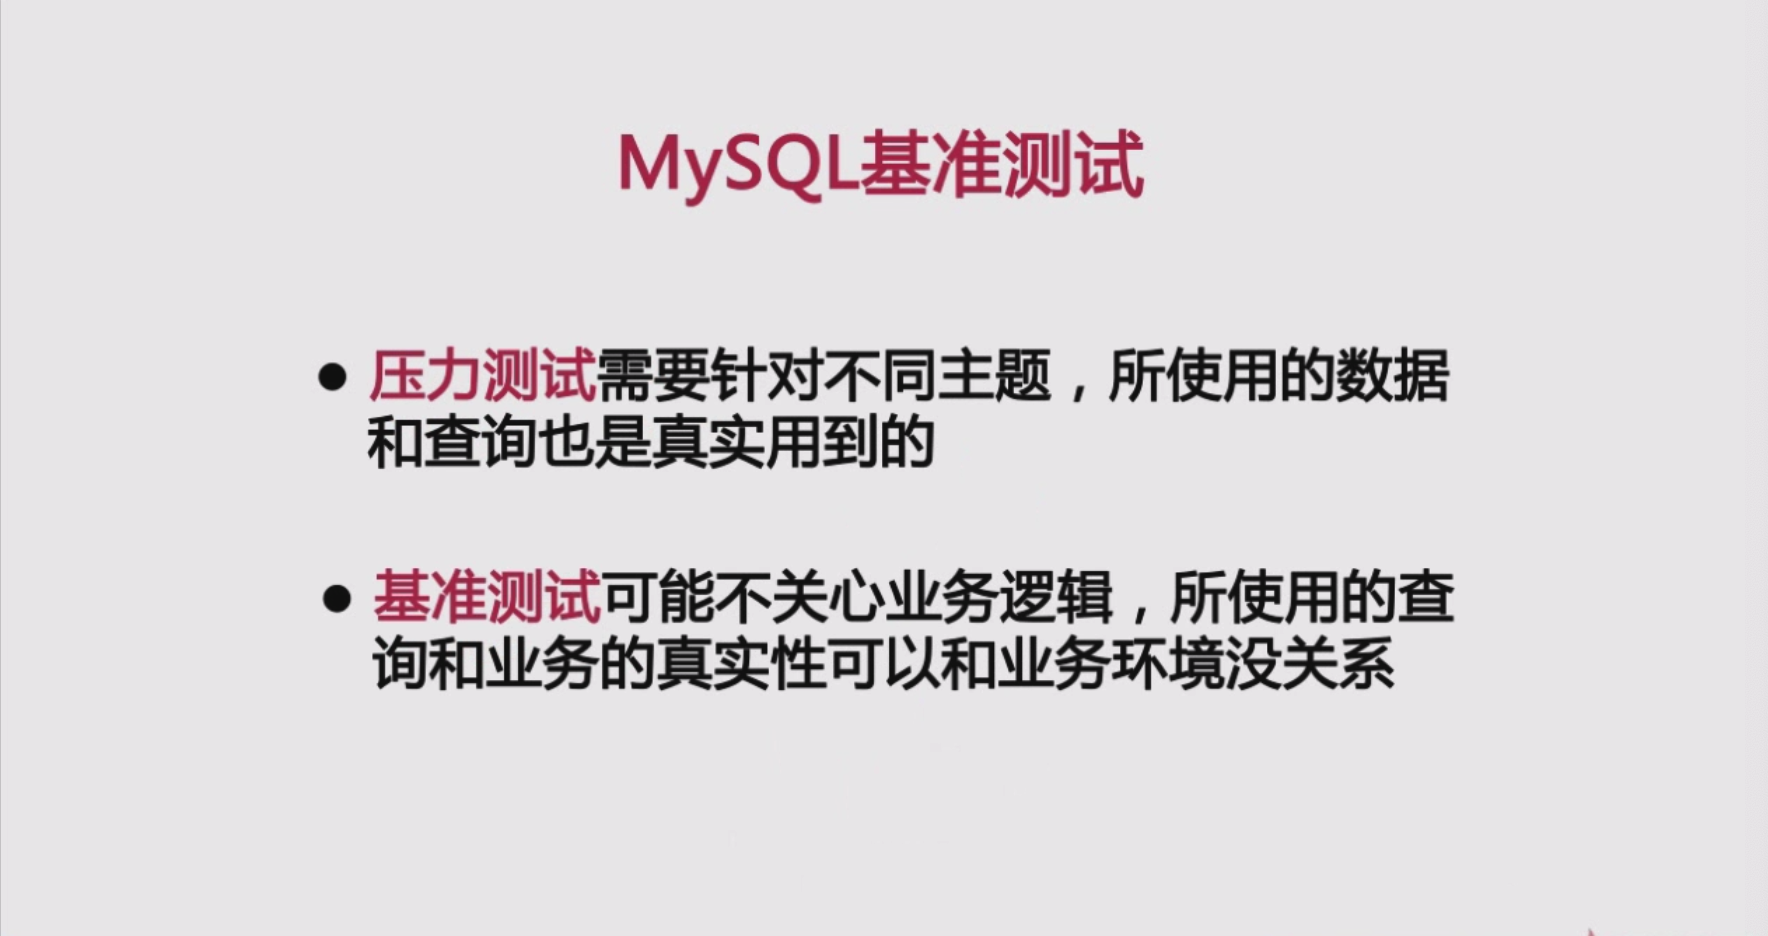 MySQL基准测试
● 压力测试需要针对不同主题，所使用的数据
和查询也是真实用到的
● 基准测试可能不关心业务逻辑，所使用的查
询和业务的真实性可以和业务环境没关系